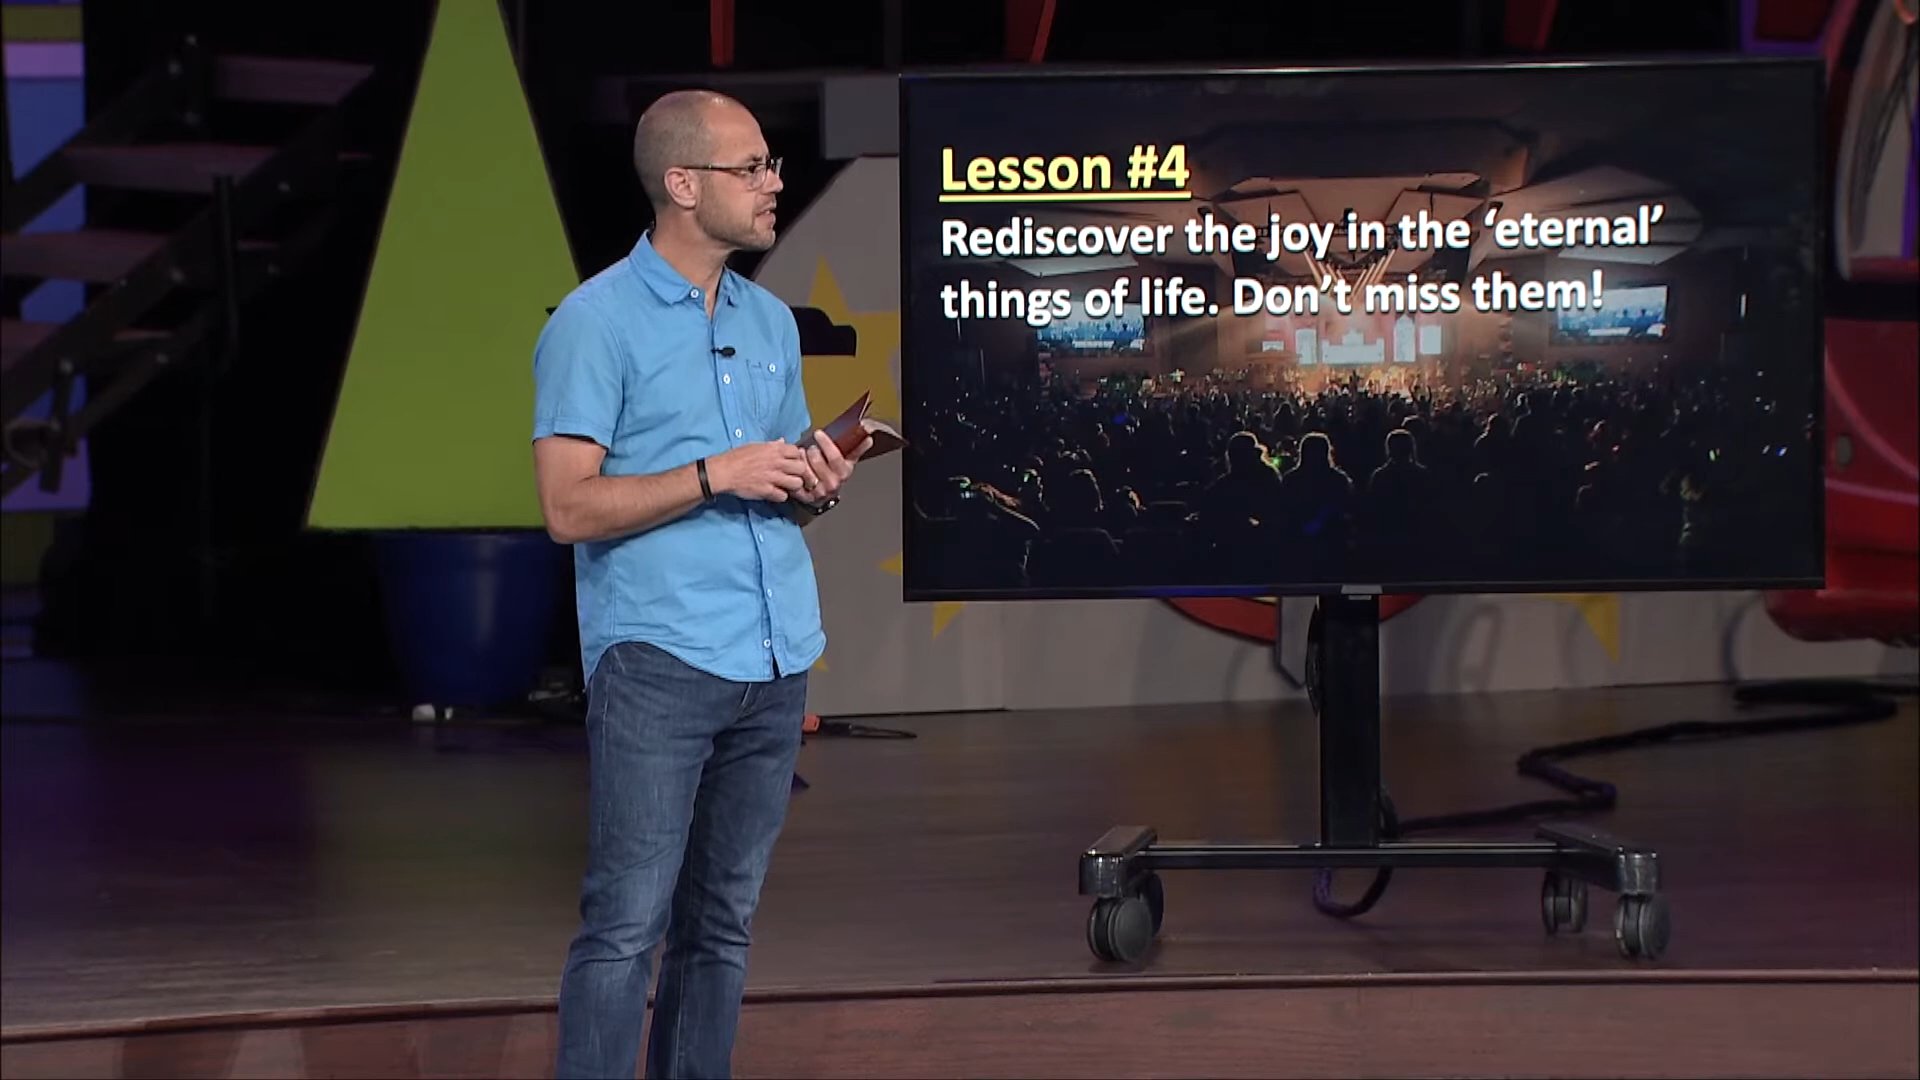 Lesson #4
Rediscover the joy in the ‘eternal’
things of life. Don’t miss them!